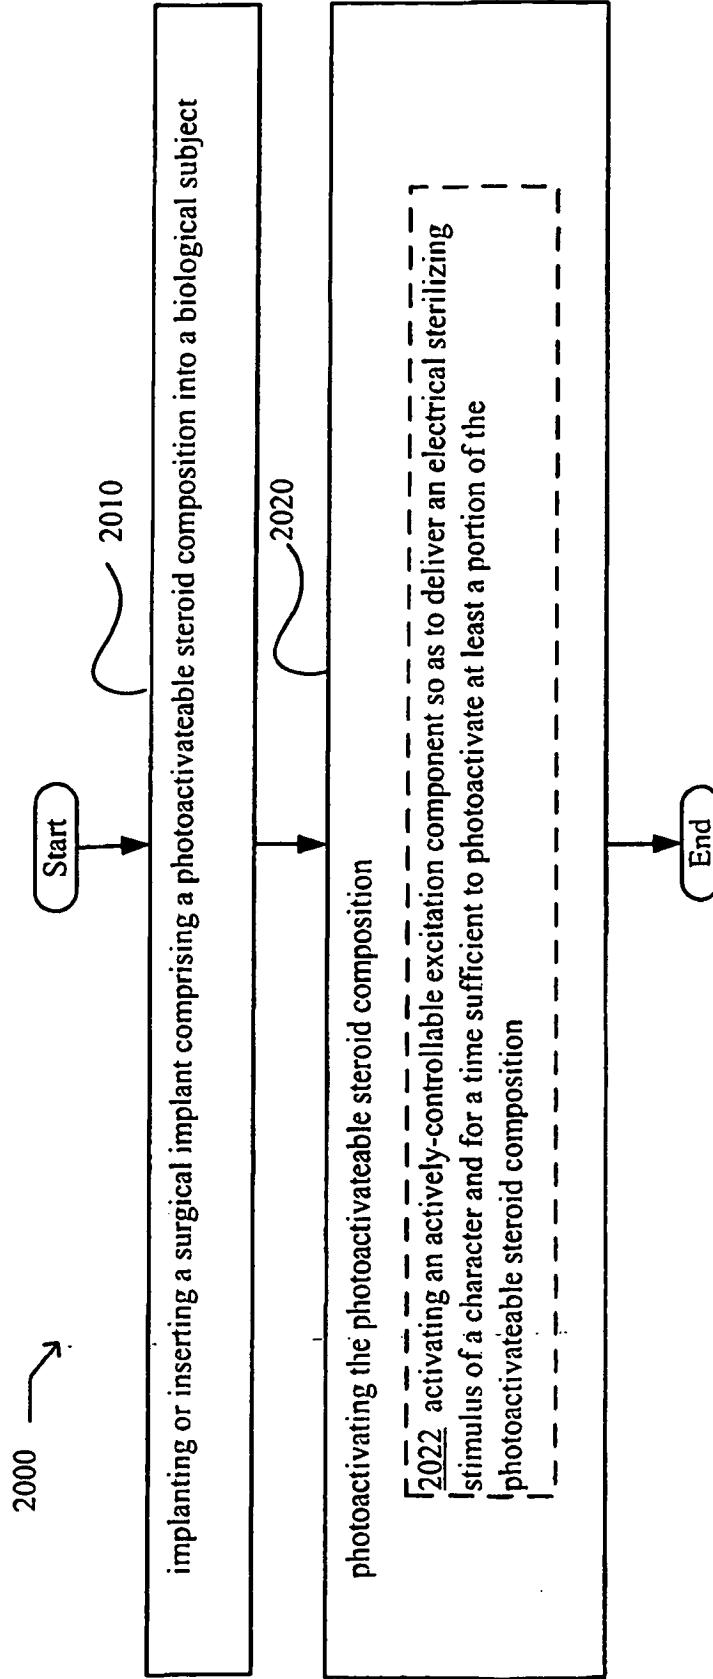 2000
Start
2010
implanting or inserting a surgical implant comprising a photoactivateable steroid composition into a biological subject
2020
photoactivating the photoactivateable steroid composition
2022 activating an actively-controllable excitation component so as to deliver an electrical sterilizing
stimulus of a character and for a time sufficient to photoactivate at least a portion of the
photoactivateable steroid composition
End